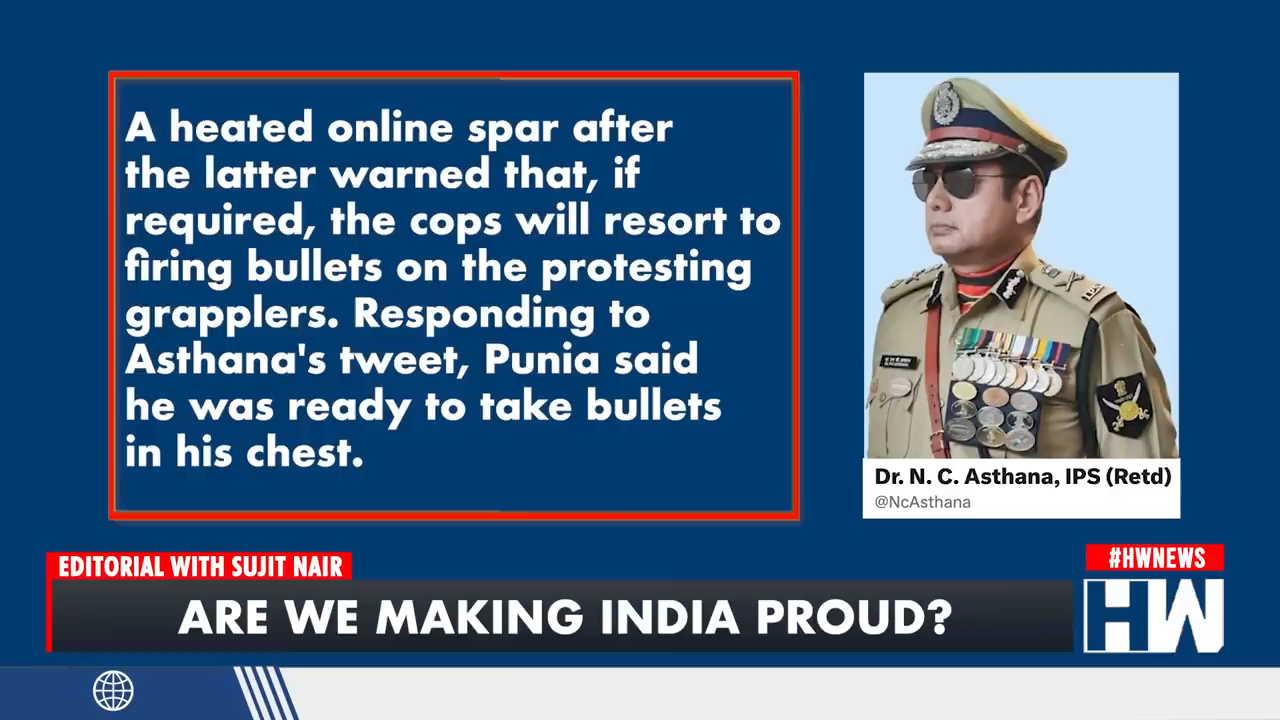 A heated online spar after
the latter warned that, if
required, the cops will resort to
firing bullets on the protesting
grapplers. Responding to
Asthana's tweet, Punia said
he was ready to take bullets
in his chest.
Dr. N. C. Asthana, IPS (Retd)
@NcAsthana
EDITORIAL WITH SUJIT NAIR
#HWNEWS
ARE WE MAKING INDIA PROUD?
HW